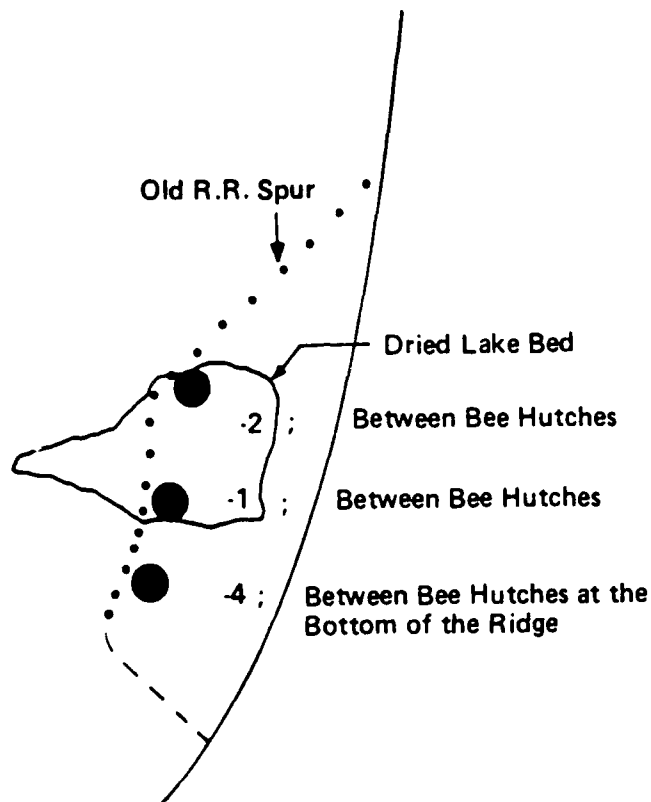 Old R.R. Spur
Dried Lake Bed
-2 ; Between Bee Hutches
-1 ; Between Bee Hutches
-4 ; Between Bee Hutches at the
Bottom of the Ridge